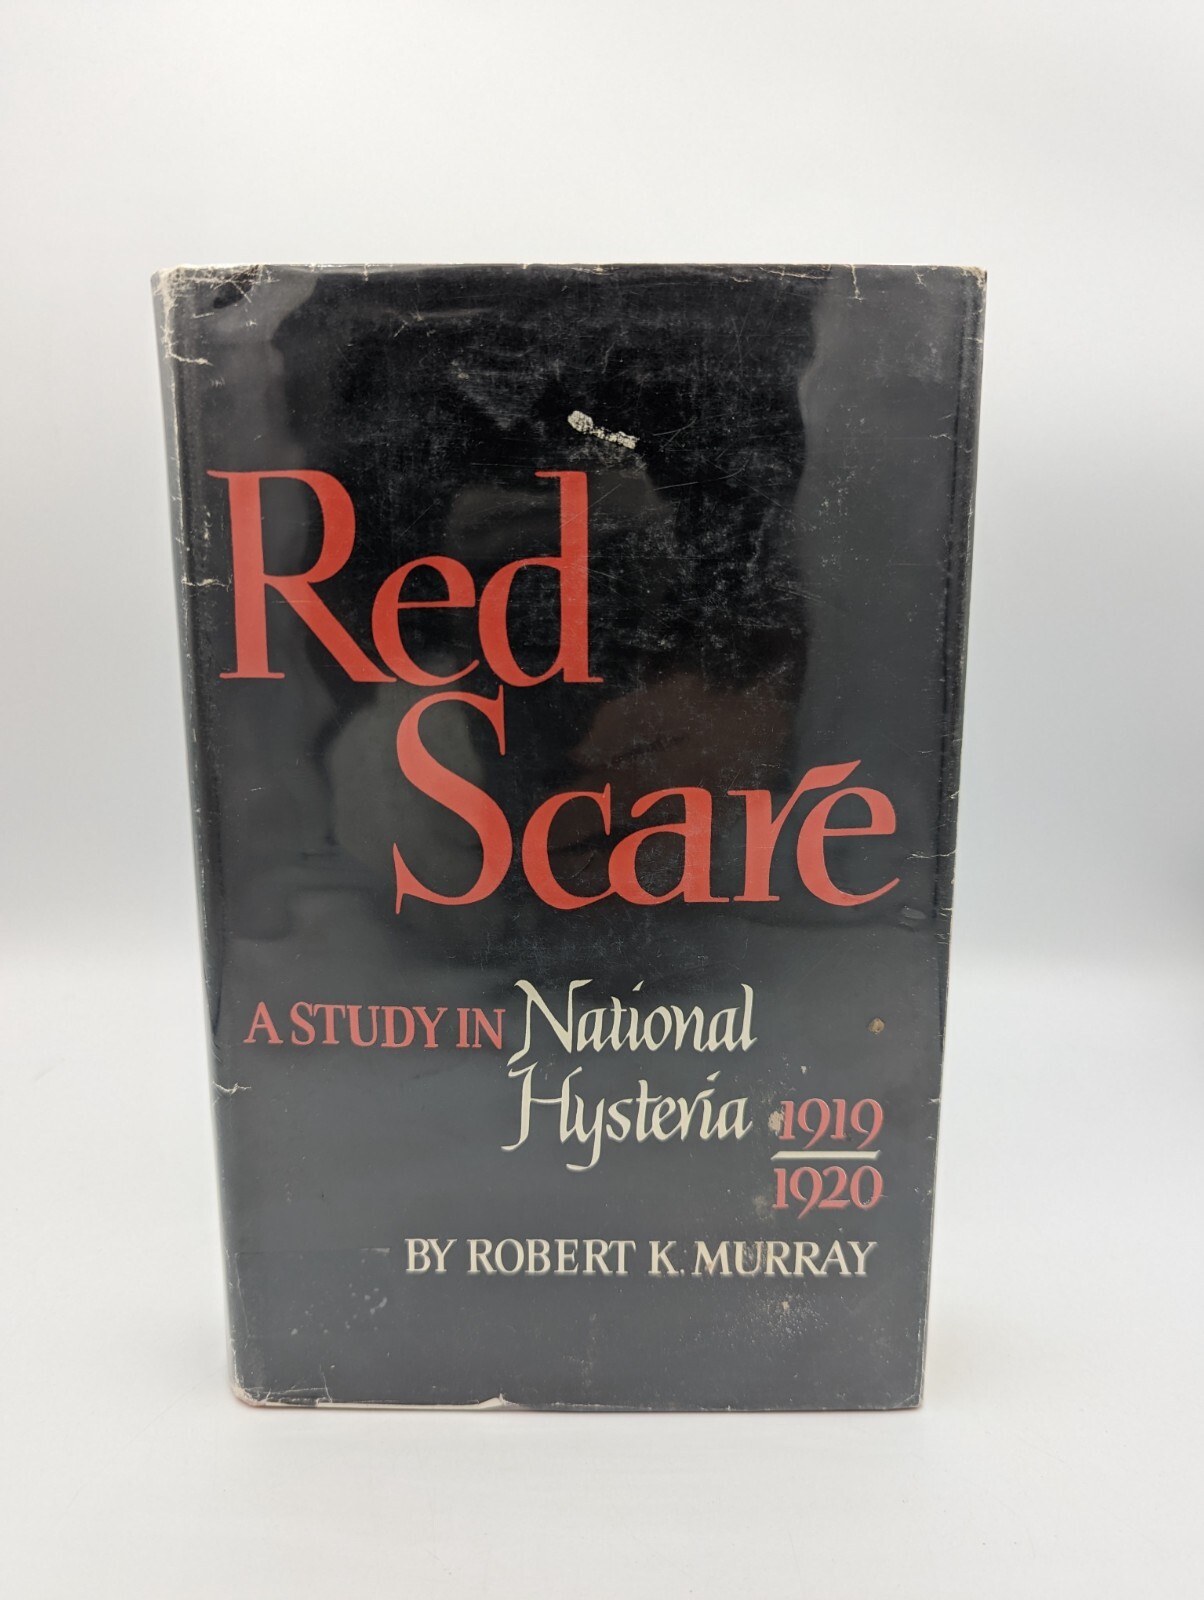 Red
Scare
A STUDY IN National
Hysteria 1919
1920
BY ROBERT K. MURRAY